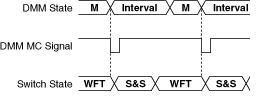 DMM State M Interval M Interval
DMM MC Signal
Switch State WFT S&S WFT S&S